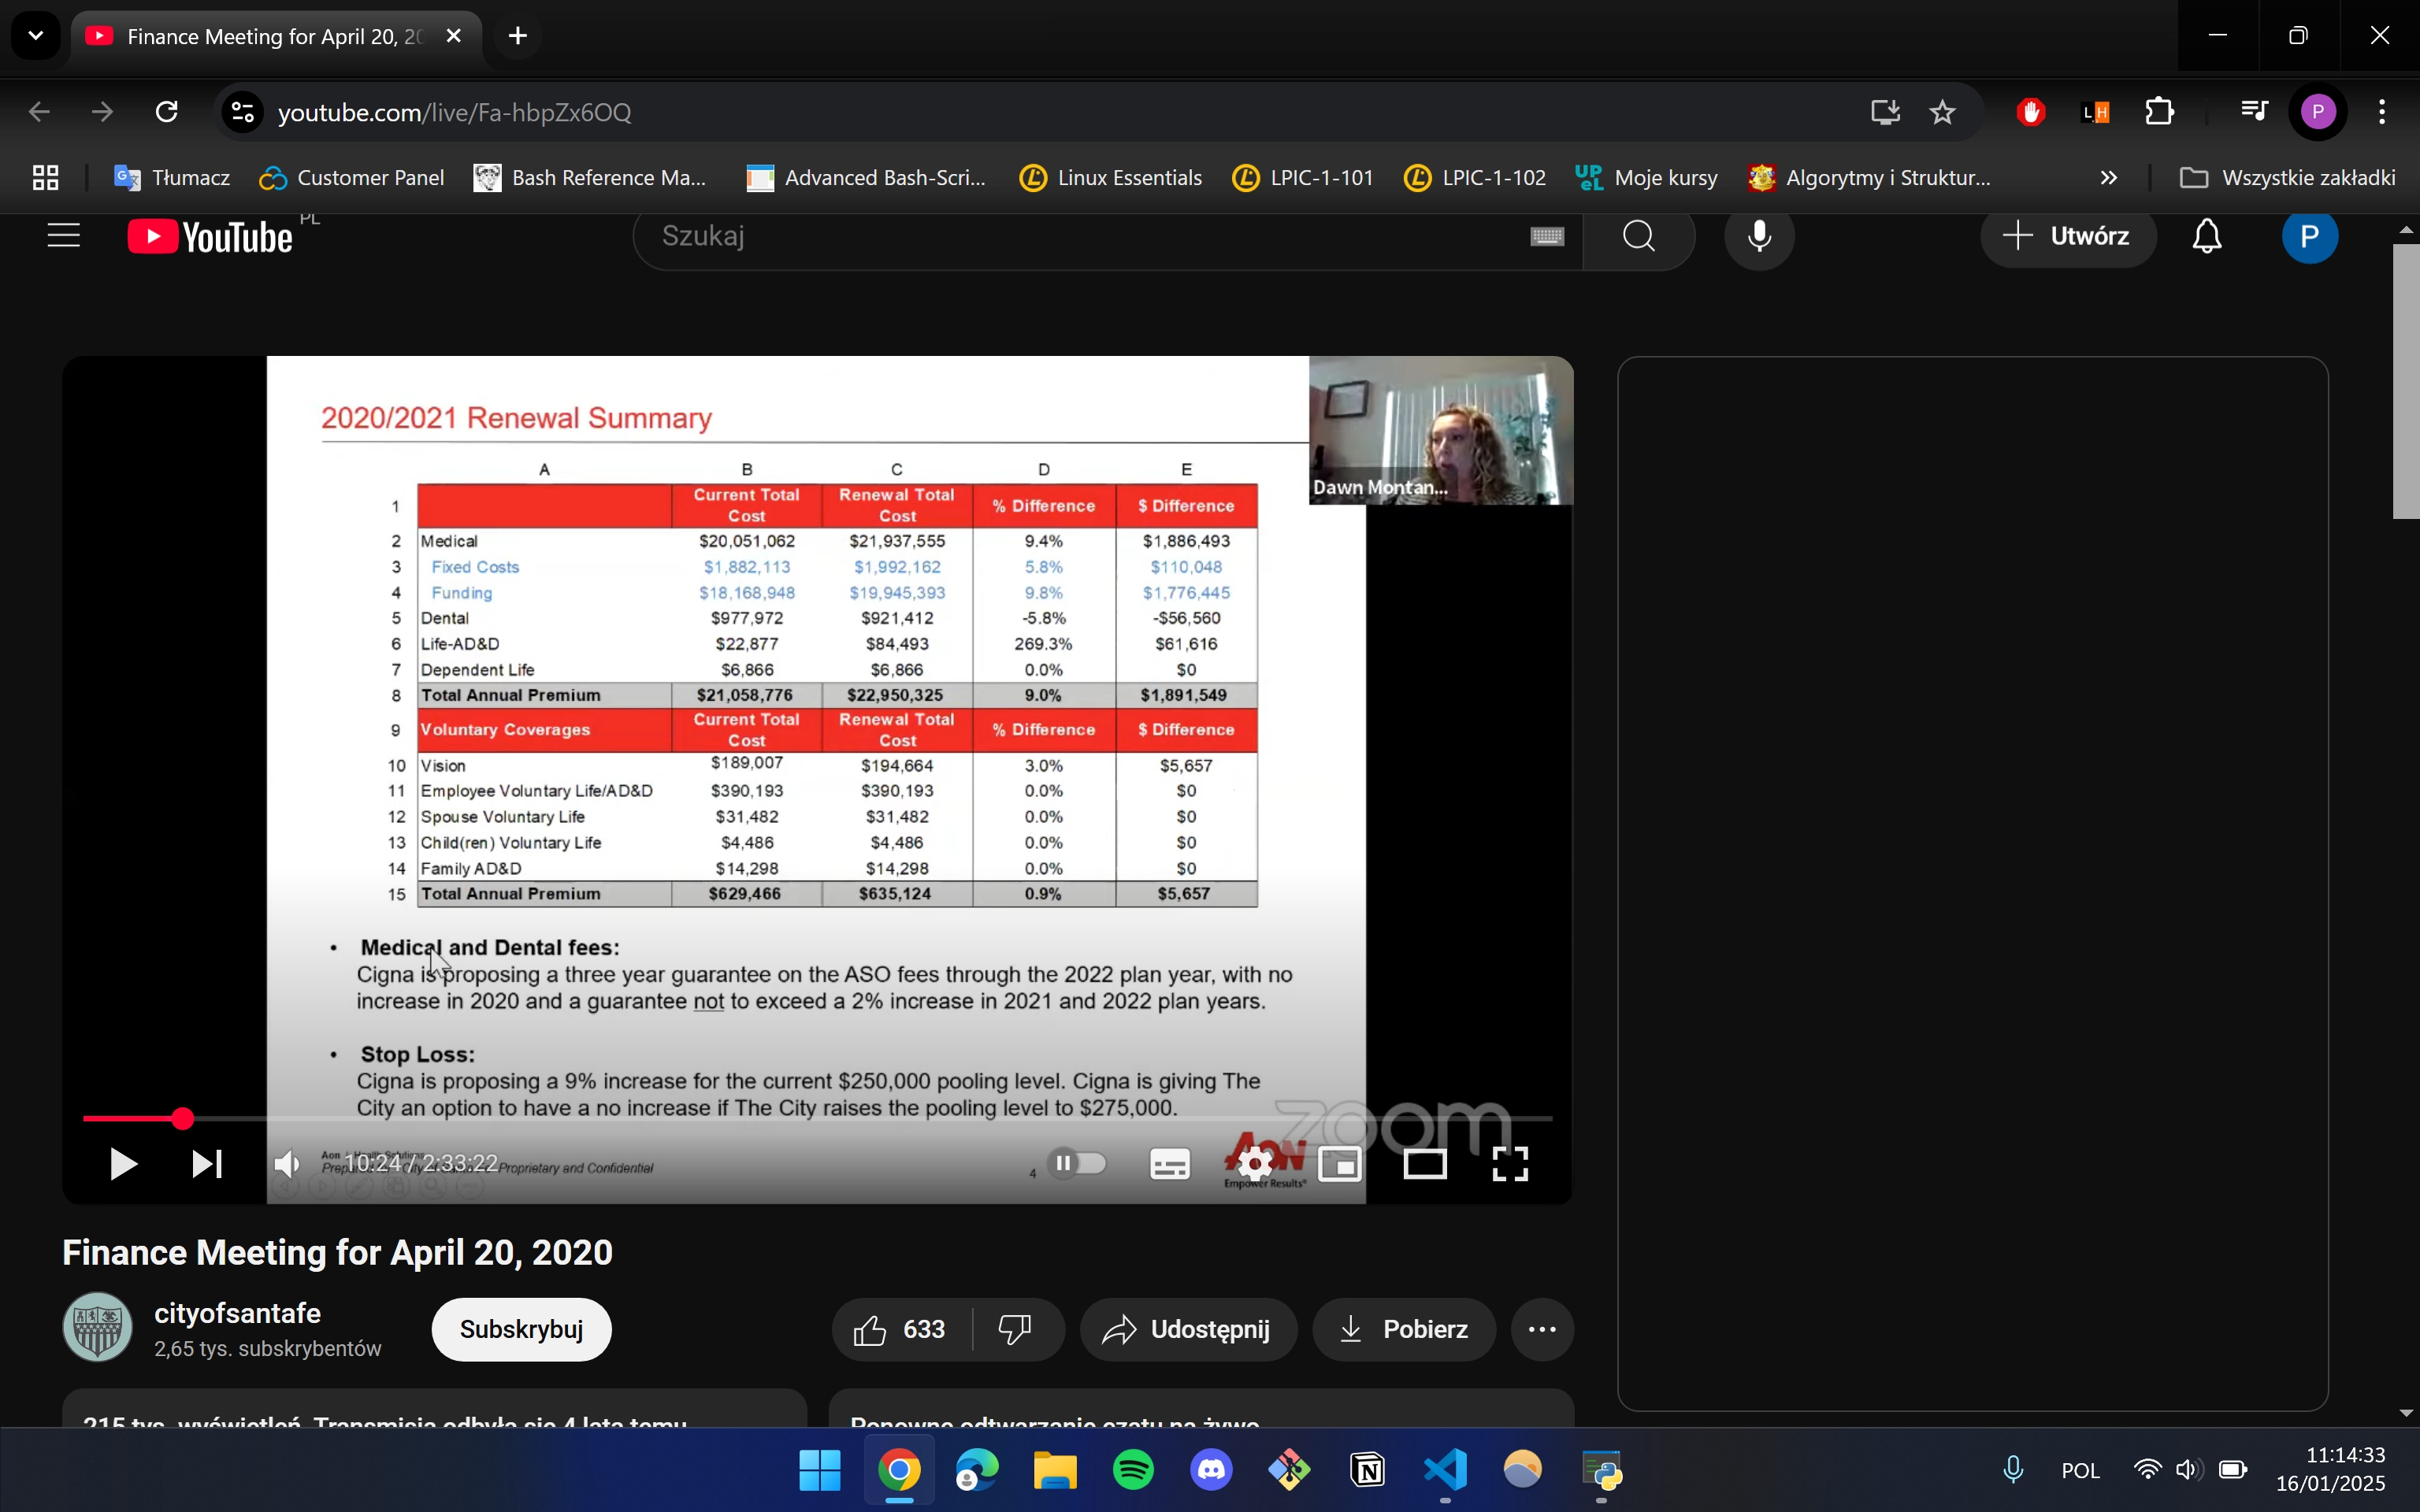 Finance Meeting for April 20, 20
youtube.com/live/Fa-hbpZx6OQ
Tłumacz Customer Panel Bash Reference Ma... Advanced Bash-Scri... Linux Essentials LPIC-1-101 LPIC-1-102 Moje kursy Algorytmy i Struktur... » Wszystkie zakładki
YouTube PL Szukaj Utwórz P
2020/2021 Renewal Summary
Dawn Montan...
A B C D E
1 Current Total Cost Renewal Total Cost % Difference $ Difference
2 Medical $20,051,062 $21,937,555 9.4% $1,886,493
3 Fixed Costs $1,882,113 $1,992,162 5.8% $110,048
4 Funding $18,168,948 $19,945,393 9.8% $1,776,445
5 Dental $977,972 $921,412 -5.8% -$56,560
6 Life-AD&D $22,877 $84,493 269.3% $61,616
7 Dependent Life $6,866 $6,866 0.0% $0
8 Total Annual Premium $21,058,776 $22,950,325 9.0% $1,891,549
9 Voluntary Coverages Current Total Cost Renewal Total Cost % Difference $ Difference
10 Vision $189,007 $194,664 3.0% $5,657
11 Employee Voluntary Life/AD&D $390,193 $390,193 0.0% $0
12 Spouse Voluntary Life $31,482 $31,482 0.0% $0
13 Child(ren) Voluntary Life $4,486 $4,486 0.0% $0
14 Family AD&D $14,298 $14,298 0.0% $0
15 Total Annual Premium $629,466 $635,124 0.9% $5,657
• Medical and Dental fees:
Cigna is proposing a three year guarantee on the ASO fees through the 2022 plan year, with no
increase in 2020 and a guarantee not to exceed a 2% increase in 2021 and 2022 plan years.
• Stop Loss:
Cigna is proposing a 9% increase for the current $250,000 pooling level. Cigna is giving The
City an option to have a no increase if The City raises the pooling level to $275,000.
zoom
10:24 / 2:33:22
Proprietary and Confidential
4
AON
Empower Results®
Finance Meeting for April 20, 2020
cityofsantafe
2,65 tys. subskrybentów
Subskrybuj
633 Udostępnij Pobierz
215 tys. wyświetleń Transmisja odbyła się 4 lata temu
Ponowne odtwarzanie czatu na żywo
POL
11:14:33
16/01/2025